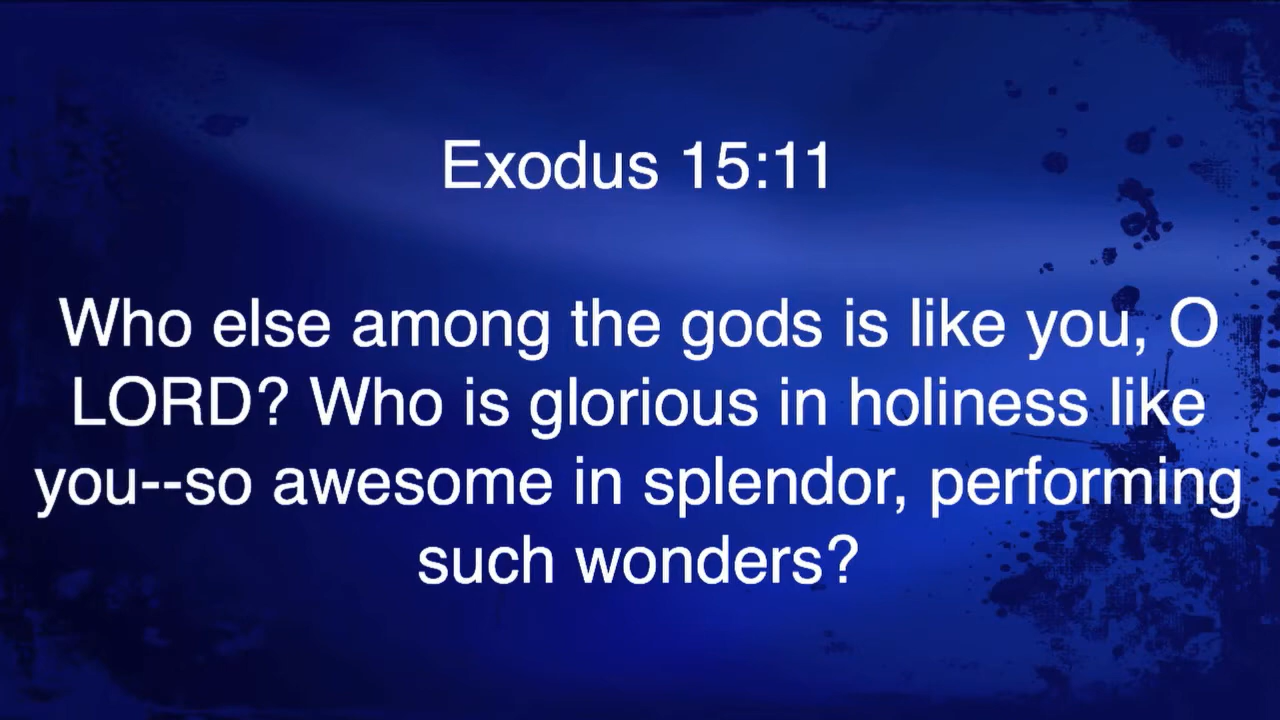 Exodus 15:11
Who else among the gods is like you, O
LORD? Who is glorious in holiness like
you--so awesome in splendor, performing
such wonders?